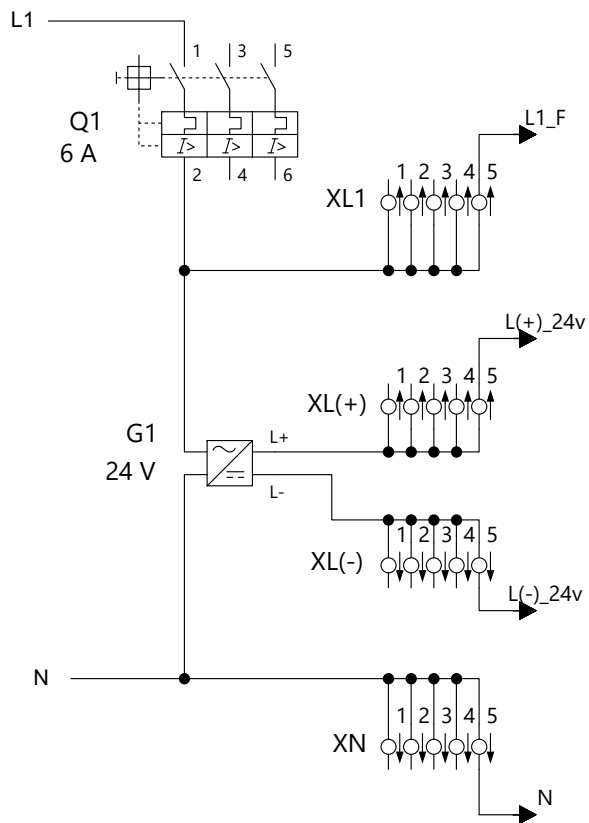 L1
1 3 5
Q1
6 A
I> I> I>
2 4 6
L1_F
XL1
1 2 3 4 5
L(+)_24v
XL(+)
1 2 3 4 5
G1
24 V
L+
L-
XL(-)
1 2 3 4 5
L(-)_24v
N
XN
1 2 3 4 5
N